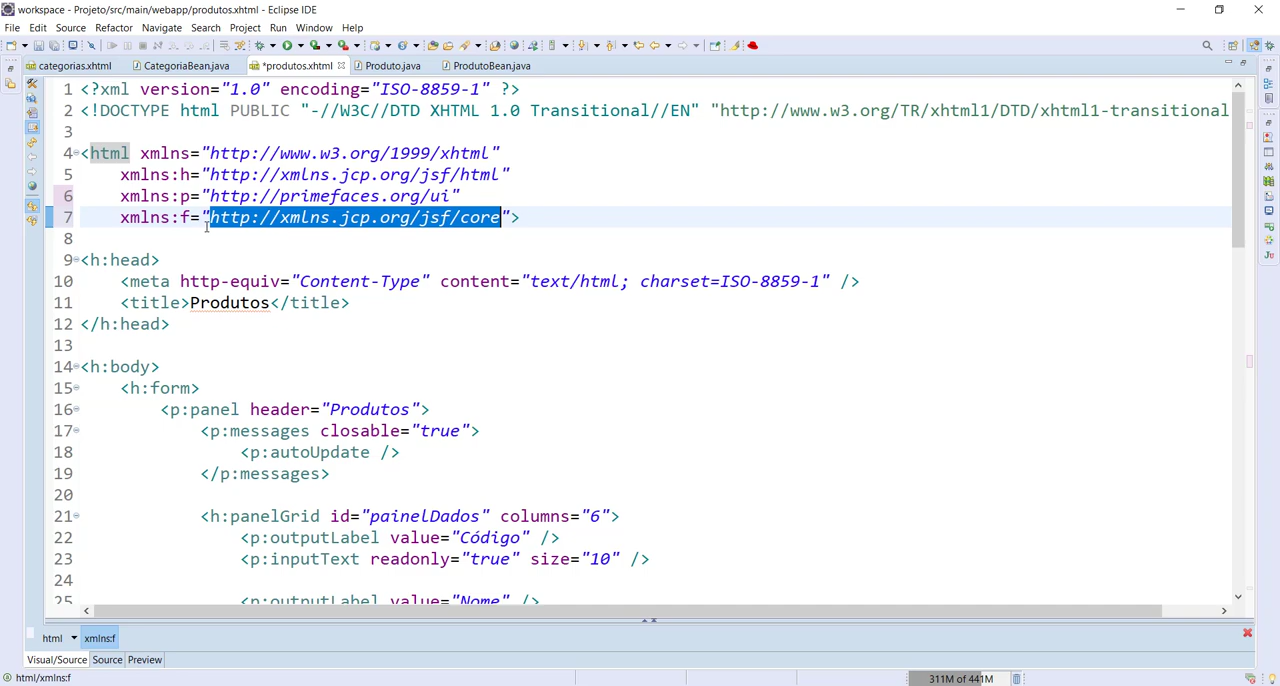 workspace - Projeto/src/main/webapp/produtos.xhtml - Eclipse IDE
File Edit Source Refactor Navigate Search Project Run Window Help
categorias.xhtml CategoriaBean.java *produtos.xhtml Produto.java ProdutoBean.java
1 <?xml version="1.0" encoding="ISO-8859-1" ?>
2 <!DOCTYPE html PUBLIC "-//W3C//DTD XHTML 1.0 Transitional//EN" "http://www.w3.org/TR/xhtml1/DTD/xhtml1-transitional
3
4 <html xmlns="http://www.w3.org/1999/xhtml"
5 xmlns:h="http://xmlns.jcp.org/jsf/html"
6 xmlns:p="http://primefaces.org/ui"
7 xmlns:f="http://xmlns.jcp.org/jsf/core">
8
9 <h:head>
10 <meta http-equiv="Content-Type" content="text/html; charset=ISO-8859-1" />
11 <title>Produtos</title>
12 </h:head>
13
14 <h:body>
15 <h:form>
16 <p:panel header="Produtos">
17 <p:messages closable="true">
18 <p:autoUpdate />
19 </p:messages>
20
21 <h:panelGrid id="painelDados" columns="6">
22 <p:outputLabel value="Código" />
23 <p:inputText readonly="true" size="10" />
24
25 <p:outputLabel value="Nome" />
html xmlns:f
Visual/Source Source Preview
html/xmlns:f 311M of 441M